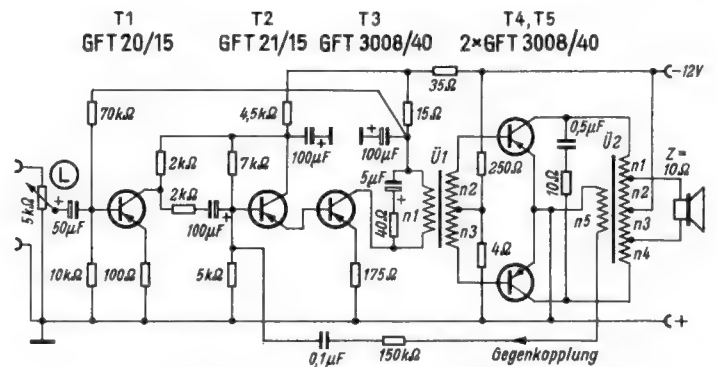 T1 T2 T3 T4, T5
GFT 20/15 GFT 21/15 GFT 3008/40 2×GFT 3008/40
−12V
35Ω
70kΩ
4,5kΩ
15Ω
100µF
100µF
Ü1
0,5µF
Ü2
Z =
10Ω
L
2kΩ
7kΩ
5µF
250Ω
n1
n2
5kΩ
50µF
2kΩ
100µF
40Ω
n1
n2
10Ω
n5
n3
n3
4Ω
n4
10kΩ
100Ω
5kΩ
175Ω
+
0,1µF
150kΩ
Gegenkopplung